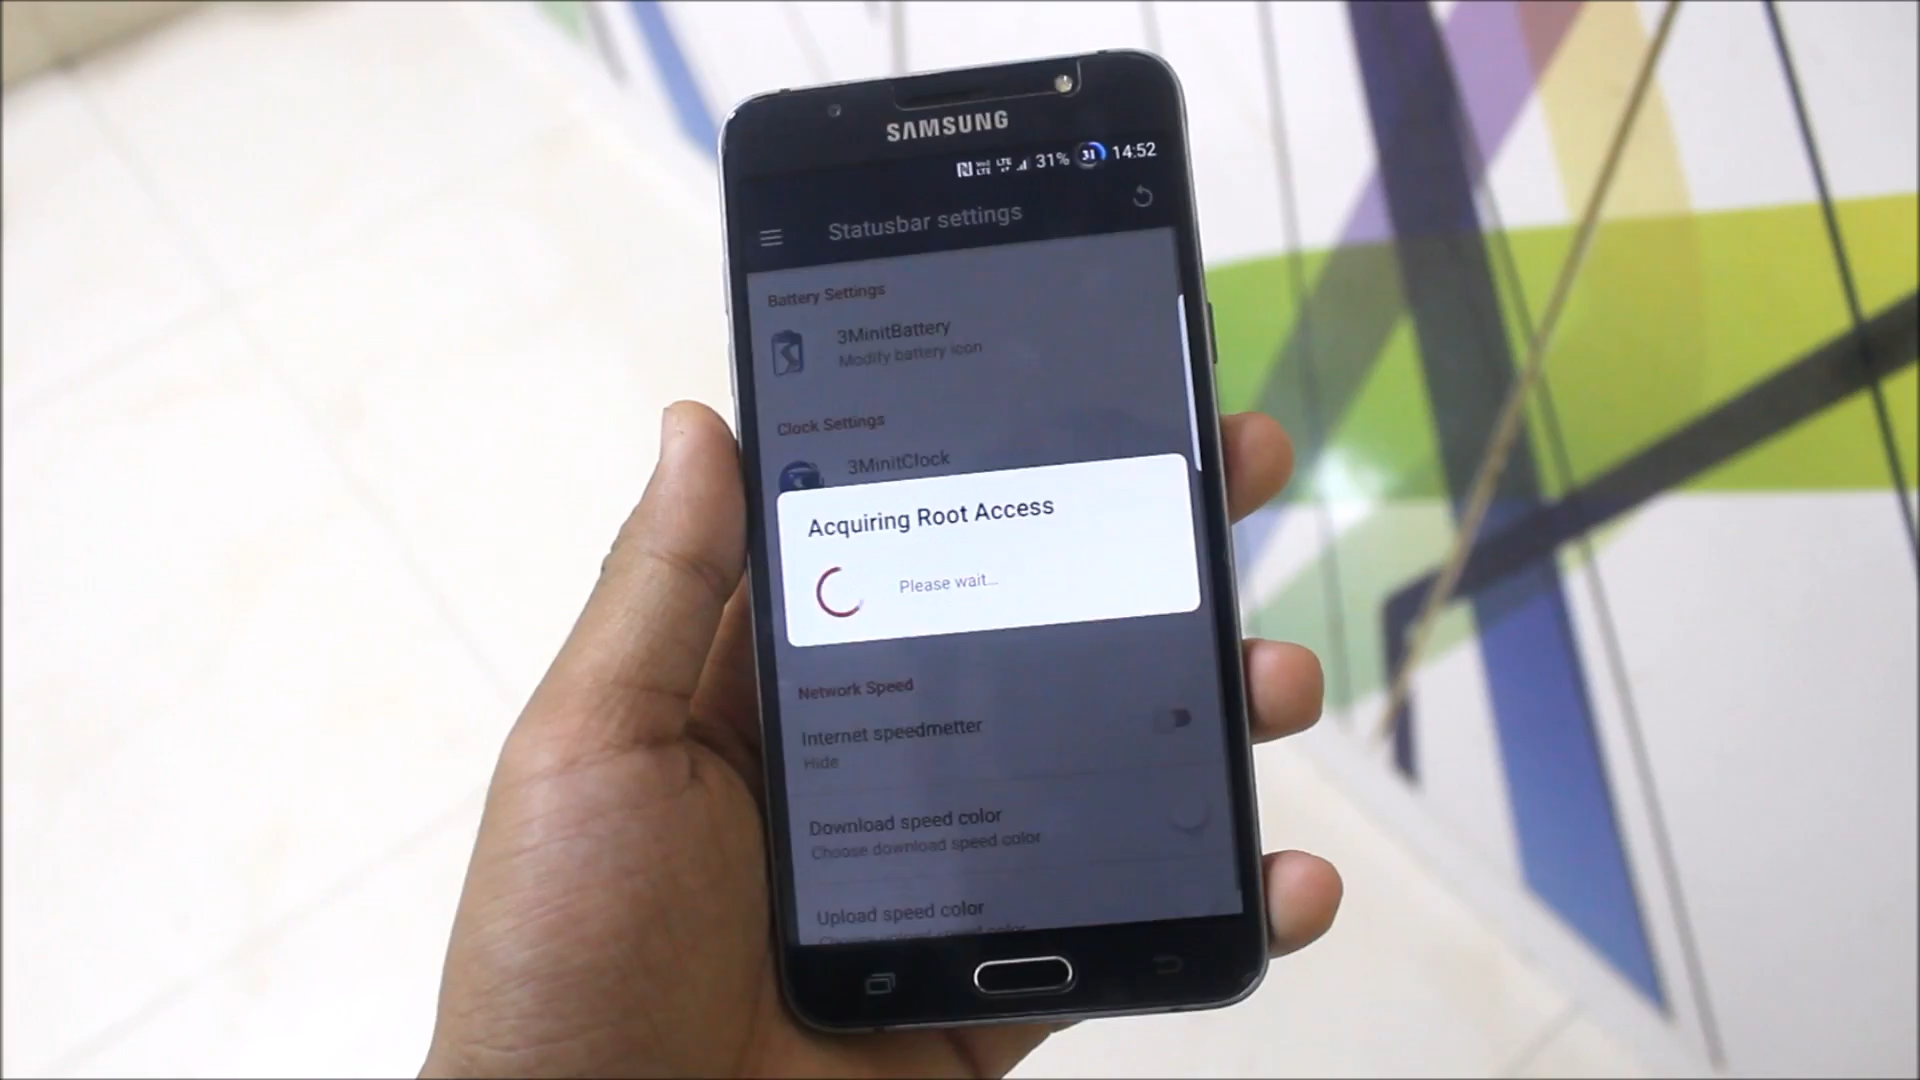 SAMSUNG
31% 31 14:52
Statusbar settings
Battery Settings
3MinitBattery
Modify battery icon
Clock Settings
3MinitClock
Acquiring Root Access
Please wait...
Network Speed
Internet speedmetter
Hide
Download speed color
Choose download speed color
Upload speed color